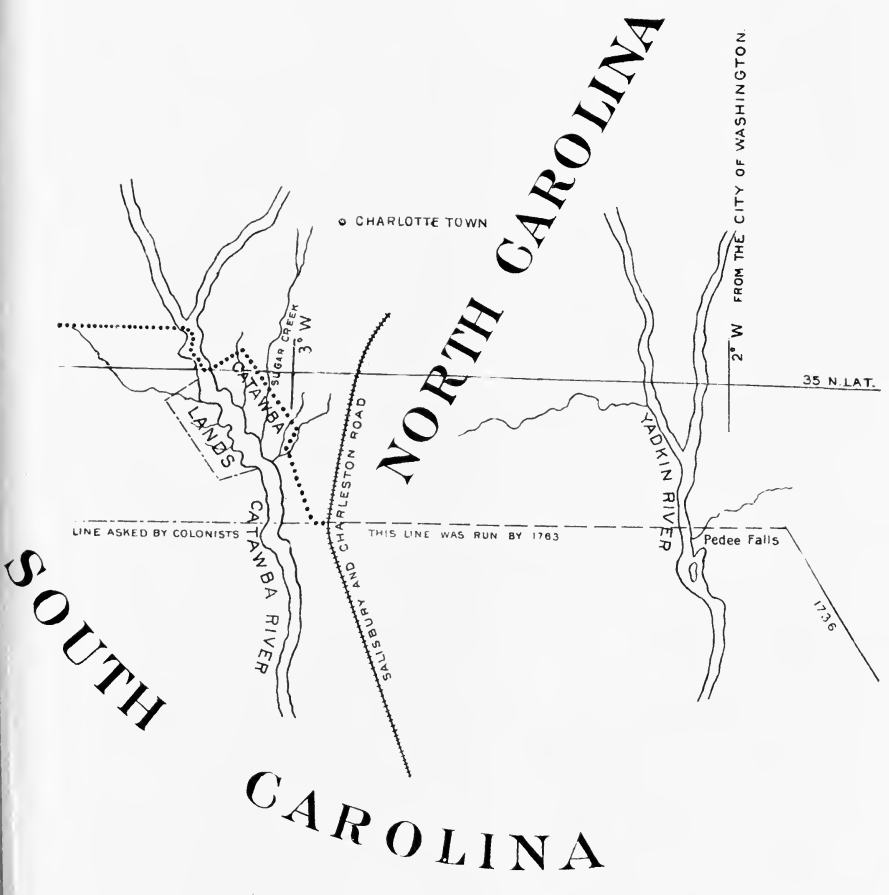 NORTH CAROLINA
2° W FROM THE CITY OF WASHINGTON.
CHARLOTTE TOWN
SUGAR CREEK
3° W
35 N. LAT.
CATAWBA
LANDS
YADKIN RIVER
SALISBURY AND CHARLESTON ROAD
LINE ASKED BY COLONISTS
THIS LINE WAS RUN BY 1763
Pedee Falls
CATAWBA RIVER
1736
SOUTH
CAROLINA